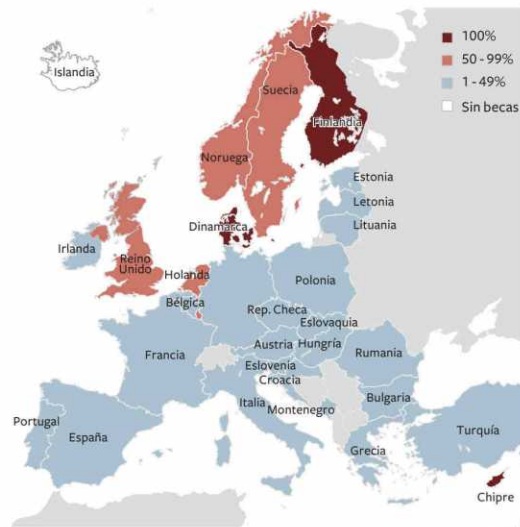 100%
50 - 99%
1 - 49%
Sin becas
Islandia
Suecia
Finlandia
Noruega
Estonia
Letonia
Lituania
Dinamarca
Irlanda
Reino
Unido
Holanda
Bélgica
Polonia
Rep. Checa
Eslovaquia
Francia
Austria
Hungría
Rumania
Eslovenia
Croacia
Italia
Montenegro
Bulgaria
Portugal
España
Grecia
Turquía
Chipre